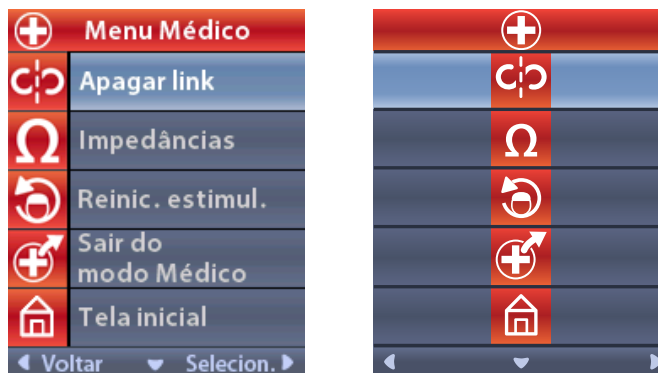 Menu Médico
Apagar link
Impedâncias
Reinic. estimul.
Sair do
modo Médico
Tela inicial
Voltar Selecion.